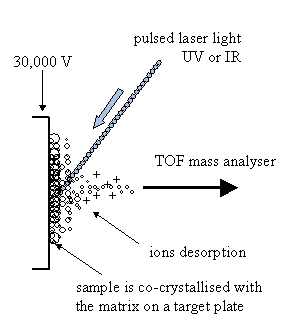 pulsed laser light
UV or IR
30,000 V
TOF mass analyser
ions desorption
sample is co-crystallised with
the matrix on a target plate